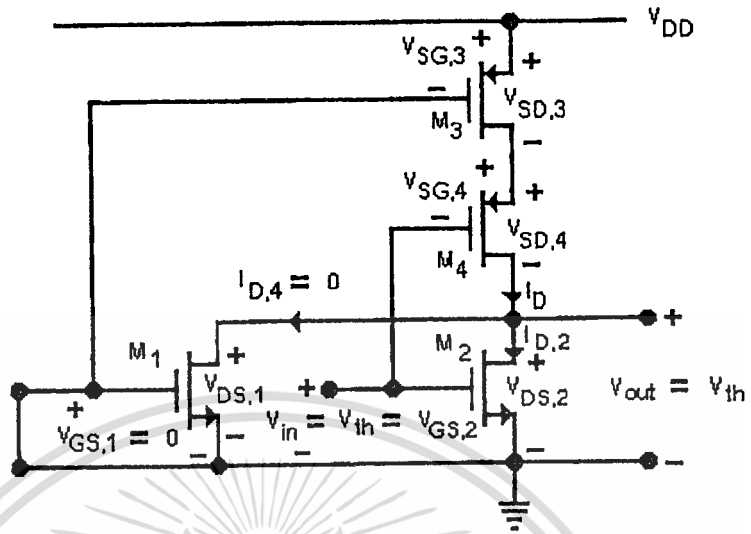 V_DD
V_SG,3 + +
− M_3 V_SD,3
−
V_SG,4 + +
− M_4 V_SD,4
−
I_D,4 = 0 I_D
M_1 M_2 I_D,2 +
+ V_DS,1 + +
V_DS,2 V_out = V_th
+ V_in = V_th = V_GS,2
V_GS,1 = 0 −
− − − −